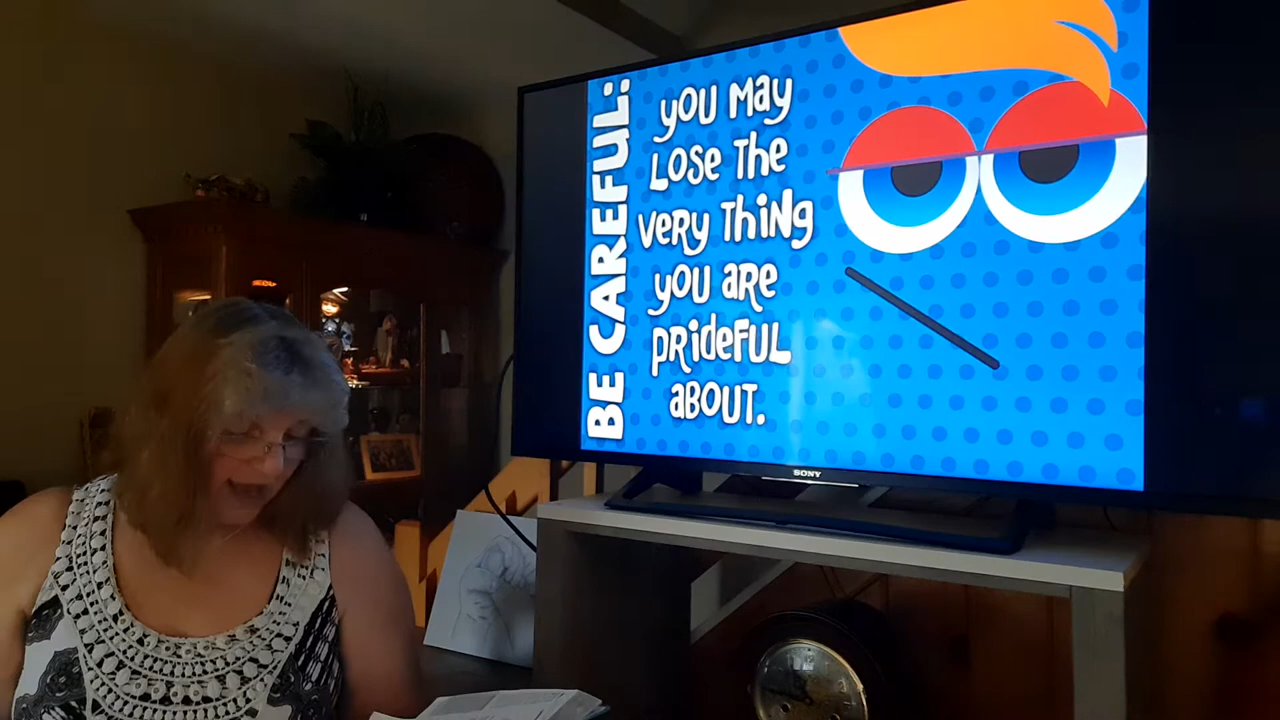 BE CAREFUL:
YOU MAY
LOSE THE
VERY THING
YOU ARE
PRIDEFUL
ABOUT.
SONY